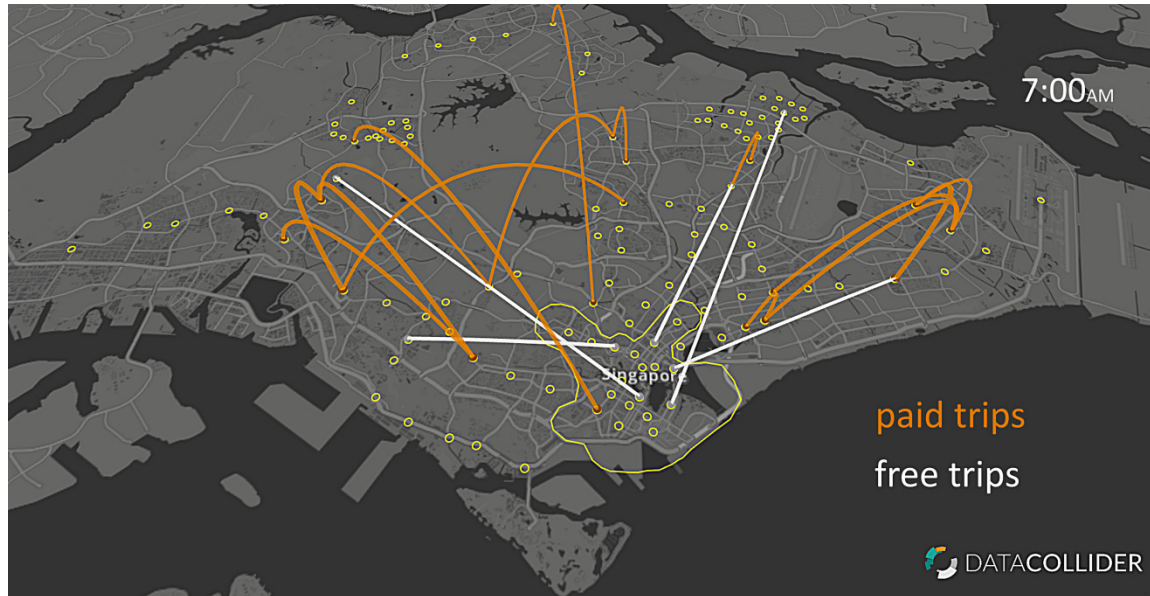 7:00AM
Singapore
paid trips
free trips
DATACOLLIDER